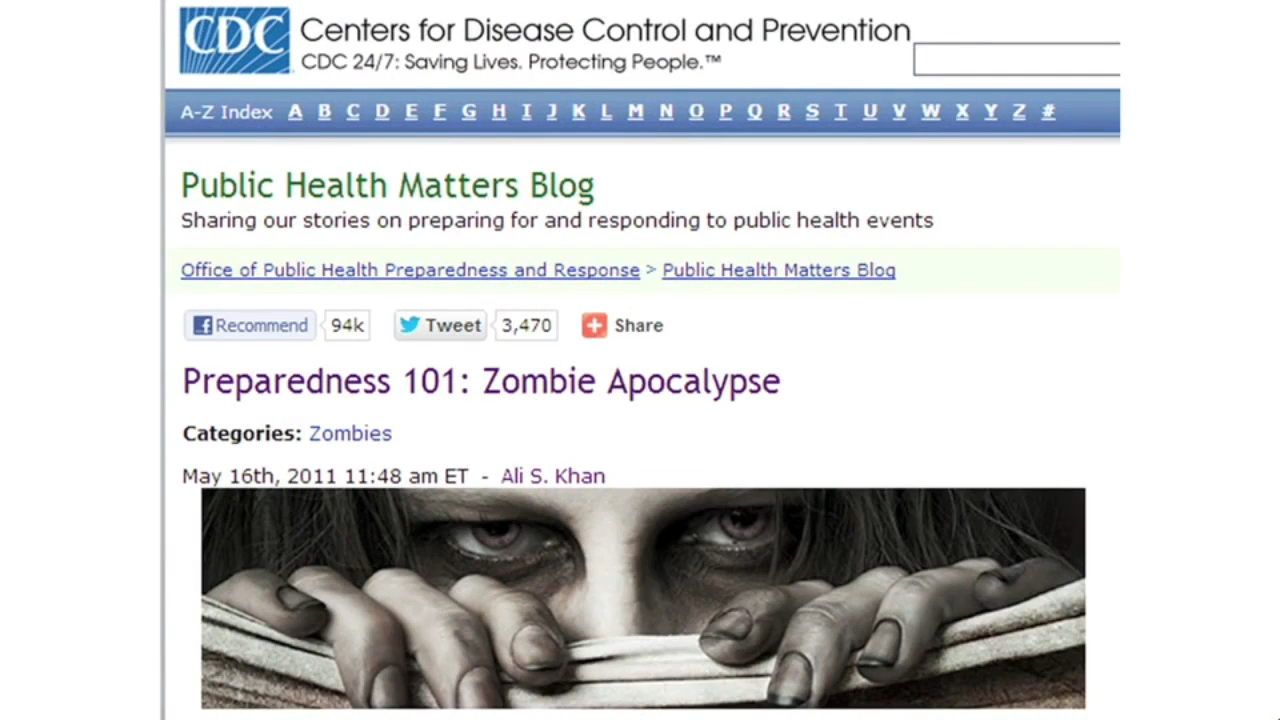 CDC Centers for Disease Control and Prevention
CDC 24/7: Saving Lives. Protecting People.™
A-Z Index A B C D E F G H I J K L M N O P Q R S T U V W X Y Z #
Public Health Matters Blog
Sharing our stories on preparing for and responding to public health events
Office of Public Health Preparedness and Response > Public Health Matters Blog
Recommend 94k Tweet 3,470 Share
Preparedness 101: Zombie Apocalypse
Categories: Zombies
May 16th, 2011 11:48 am ET - Ali S. Khan